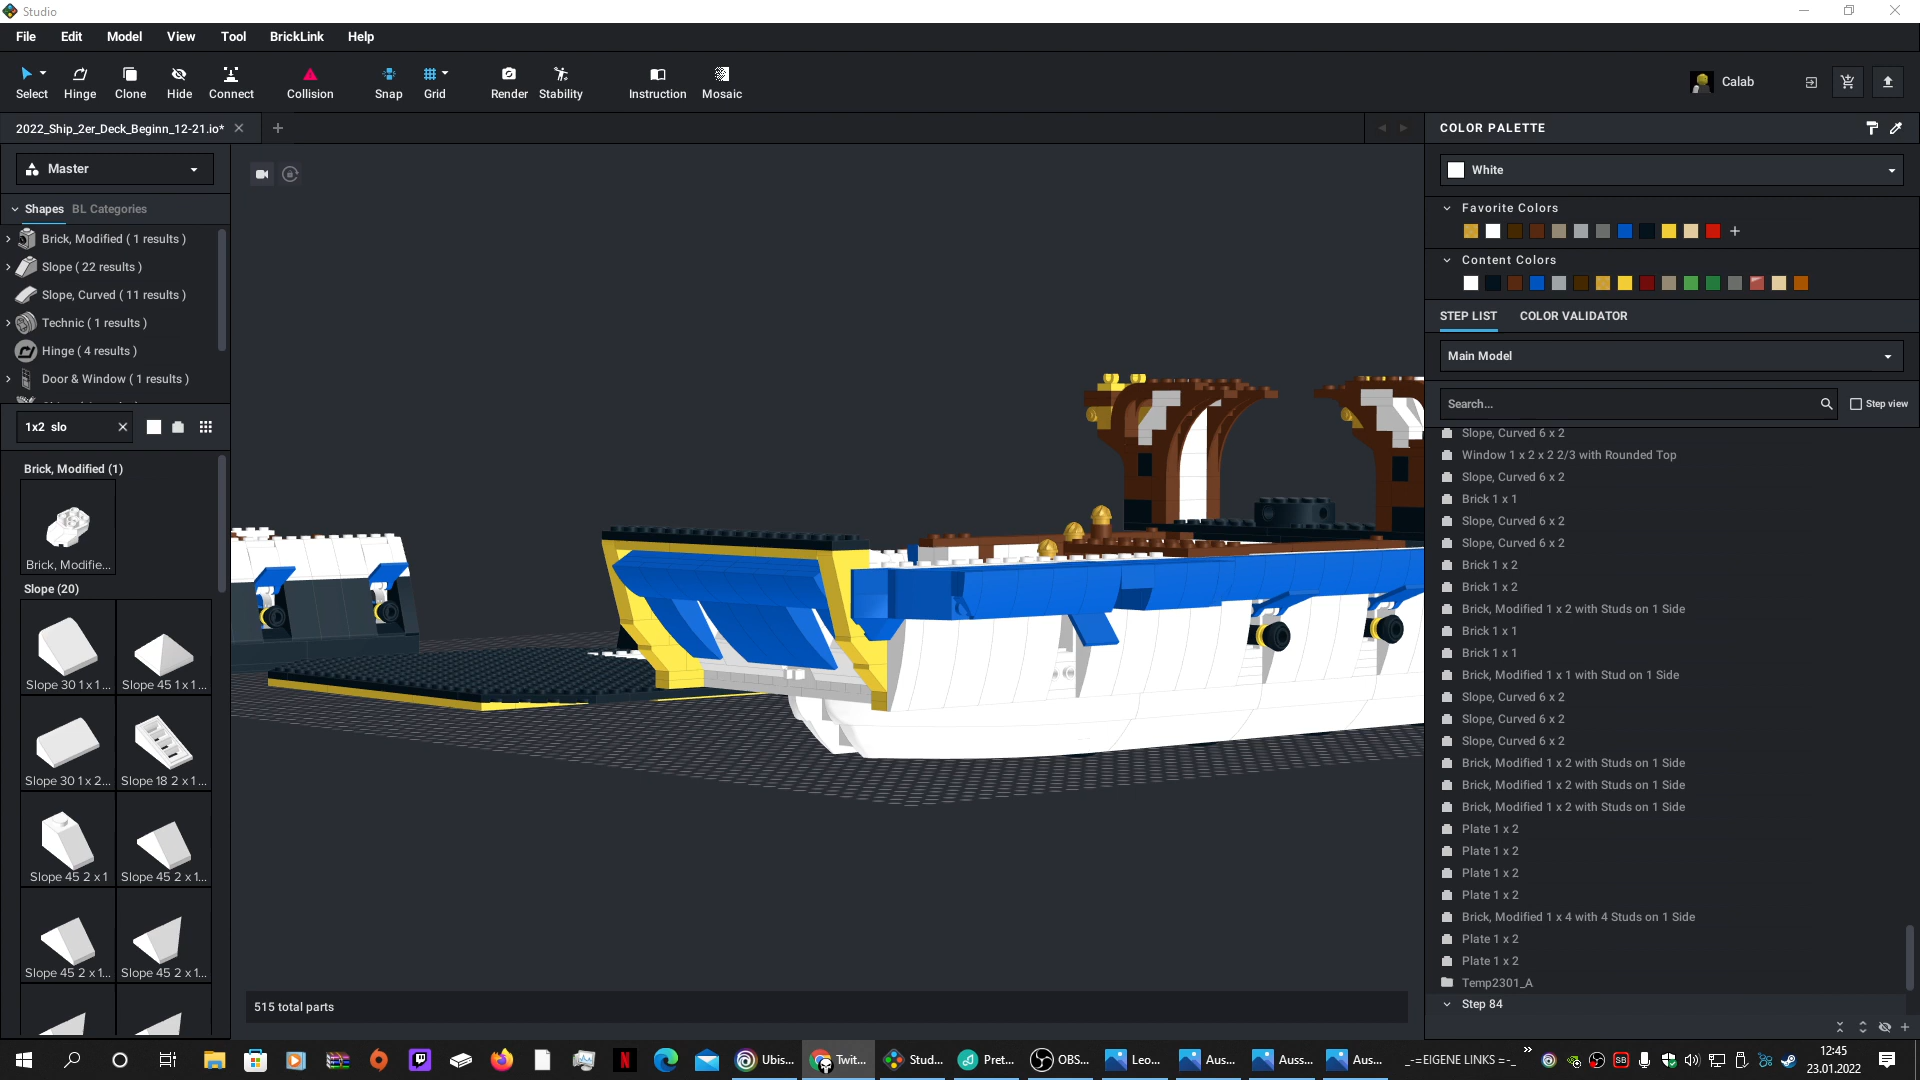 Studio
File Edit Model View Tool BrickLink Help
Select Hinge Clone Hide Connect Collision Snap Grid Render Stability Instruction Mosaic
Calab
2022_Ship_2er_Deck_Beginn_12-21.io*
Master
Shapes BL Categories
Brick, Modified ( 1 results )
Slope ( 22 results )
Slope, Curved ( 11 results )
Technic ( 1 results )
Hinge ( 4 results )
Door & Window ( 1 results )
1x2 slo
Brick, Modified (1)
Brick, Modifie...
Slope (20)
Slope 30 1 x 1... Slope 45 1 x 1...
Slope 30 1 x 2... Slope 18 2 x 1...
Slope 45 2 x 1 Slope 45 2 x 1...
Slope 45 2 x 1... Slope 45 2 x 1...
515 total parts
COLOR PALETTE
White
Favorite Colors
Content Colors
STEP LIST COLOR VALIDATOR
Main Model
Search...
Step view
Slope, Curved 6 x 2
Window 1 x 2 x 2 2/3 with Rounded Top
Slope, Curved 6 x 2
Brick 1 x 1
Slope, Curved 6 x 2
Slope, Curved 6 x 2
Brick 1 x 2
Brick 1 x 2
Brick, Modified 1 x 2 with Studs on 1 Side
Brick 1 x 1
Brick 1 x 1
Brick, Modified 1 x 1 with Stud on 1 Side
Slope, Curved 6 x 2
Slope, Curved 6 x 2
Slope, Curved 6 x 2
Brick, Modified 1 x 2 with Studs on 1 Side
Brick, Modified 1 x 2 with Studs on 1 Side
Brick, Modified 1 x 2 with Studs on 1 Side
Plate 1 x 2
Plate 1 x 2
Plate 1 x 2
Plate 1 x 2
Brick, Modified 1 x 4 with 4 Studs on 1 Side
Plate 1 x 2
Plate 1 x 2
Temp2301_A
Step 84
Ubis... Twit... Stud... Pret... OBS... Leo... Aus... Auss... Aus... _-=EIGENE LINKS =-_
12:45
23.01.2022